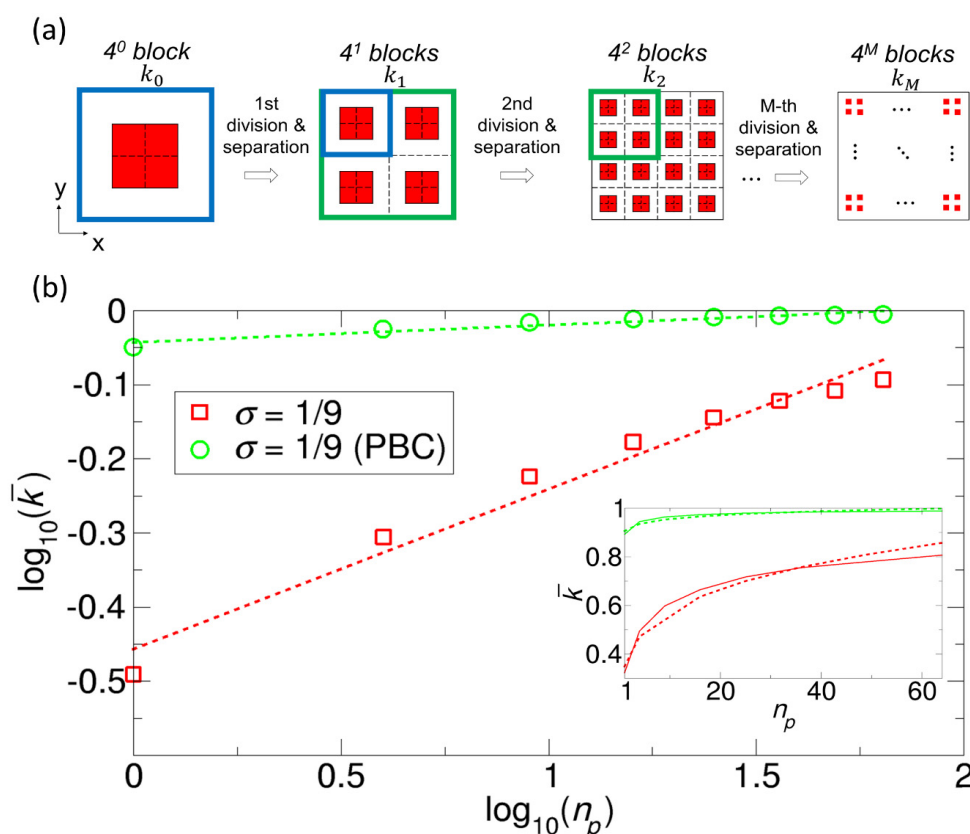 (a)
4⁰ block
k₀
1st
division &
separation
4¹ blocks
k₁
2nd
division &
separation
4² blocks
k₂
M-th
division &
separation
...
4ᴹ blocks
k_M
y
x
(b)
0
-0.1
-0.2
-0.3
-0.4
-0.5
log₁₀(k̄)
σ = 1/9
σ = 1/9 (PBC)
1
0.8
0.6
0.4
k̄
1 20 40 60
nₚ
0 0.5 1 1.5 2
log₁₀(nₚ)